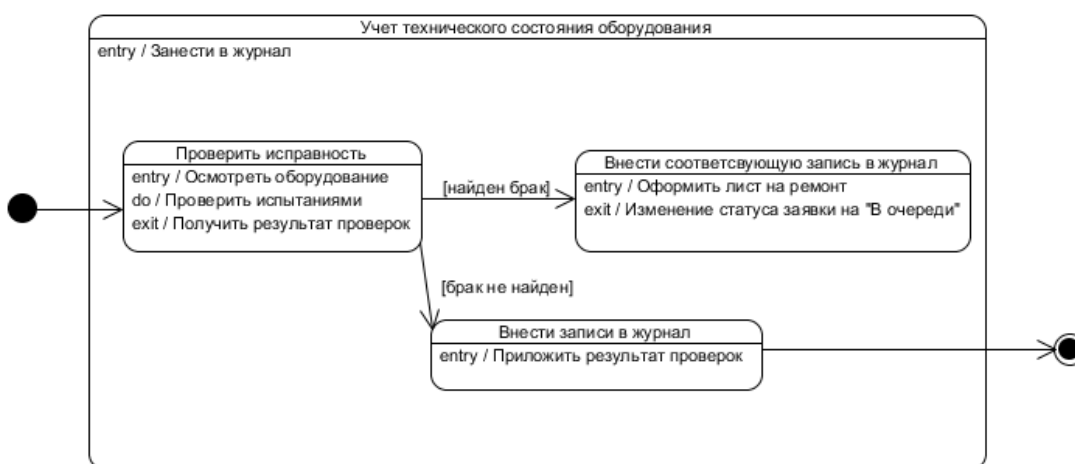 Учет технического состояния оборудования
entry / Занести в журнал
Проверить исправность
entry / Осмотреть оборудование
do / Проверить испытаниями
exit / Получить результат проверок
[найден брак]
Внести соответсвующую запись в журнал
entry / Оформить лист на ремонт
exit / Изменение статуса заявки на "В очереди"
[брак не найден]
Внести записи в журнал
entry / Приложить результат проверок